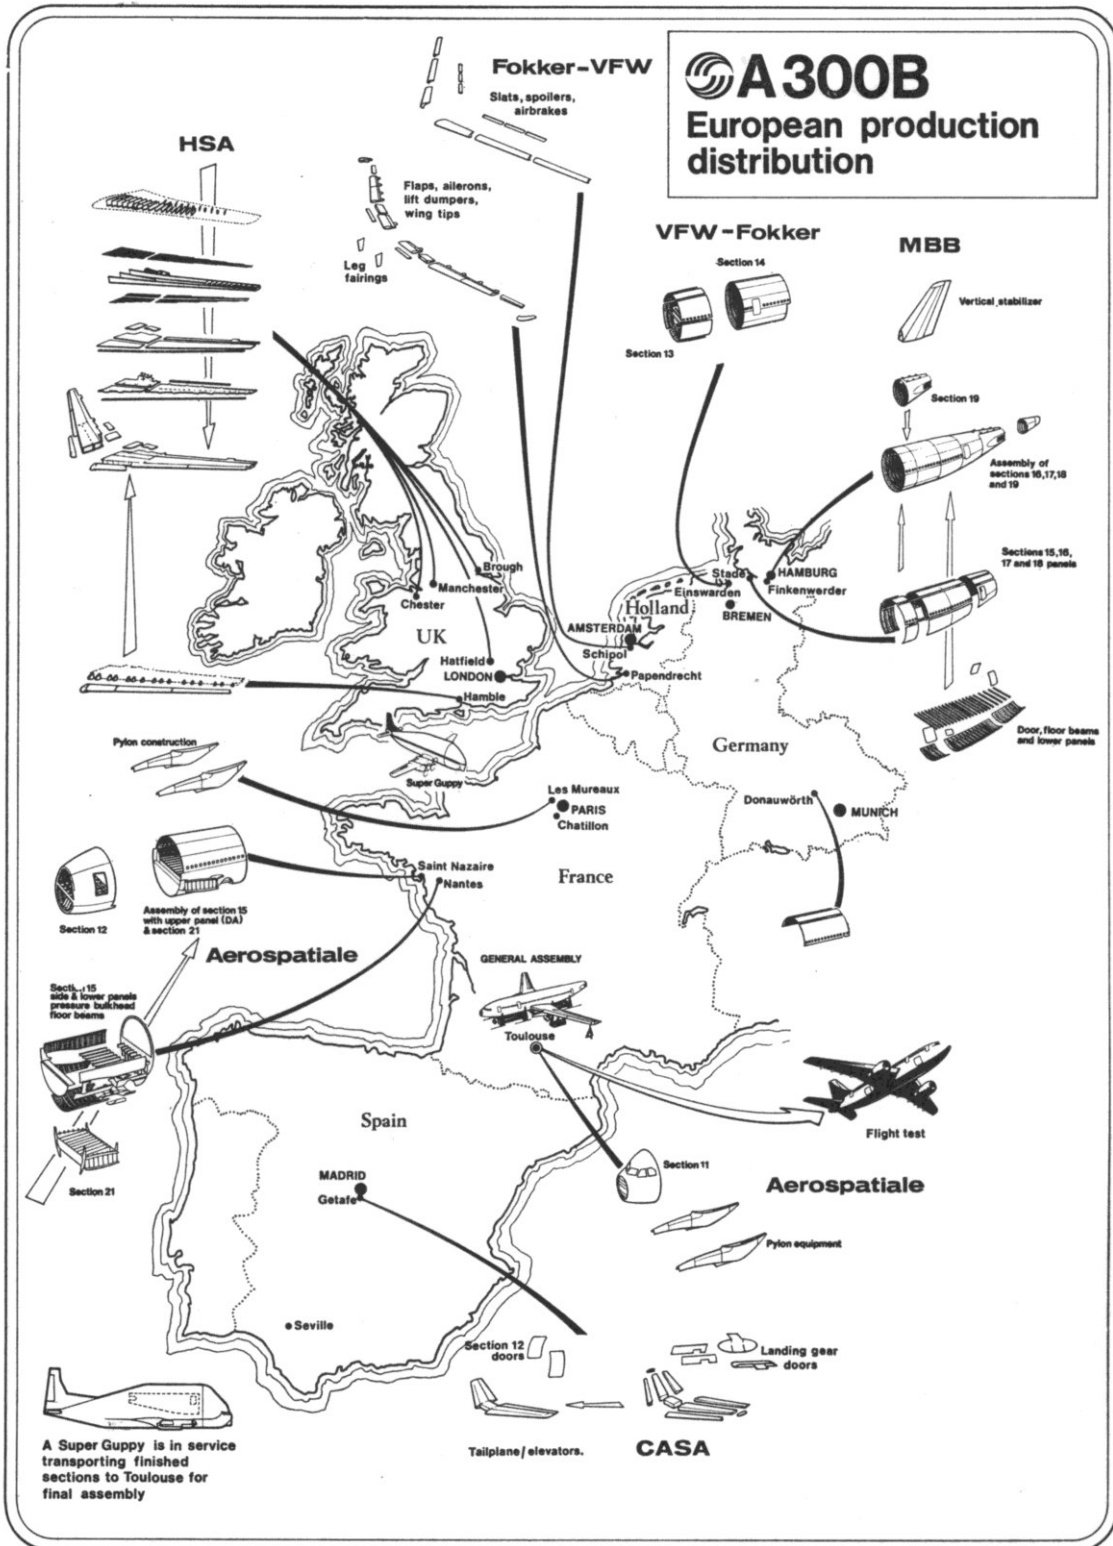 A300B
European production
distribution
Fokker-VFW
Slats, spoilers,
airbrakes
HSA
Flaps, ailerons,
lift dumpers,
wing tips
Leg
fairings
VFW-Fokker
Section 14
Section 13
MBB
Vertical stabilizer
Section 19
Assembly of
sections 16,17,18
and 19
Sections 15,16,
17 and 18 panels
Door, floor beams
and lower panels
Brough
Manchester
Chester
UK
Hatfield
LONDON
Hamble
Stade
HAMBURG
Einswarden
Finkenwerder
BREMEN
Holland
AMSTERDAM
Schipol
Papendrecht
Germany
Donauwörth
MUNICH
Pylon construction
Super Guppy
Les Mureaux
PARIS
Chatillon
Saint Nazaire
Nantes
France
Section 12
Assembly of section 15
with upper panel (DA)
& section 21
Aerospatiale
15
side & lower panels
pressure bulkhead
floor beams
Section 21
GENERAL ASSEMBLY
Toulouse
Flight test
Section 11
Aerospatiale
Pylon equipment
Spain
MADRID
Getafe
Seville
Section 12
doors
Landing gear
doors
Tailplane/elevators.
CASA
A Super Guppy is in service
transporting finished
sections to Toulouse for
final assembly